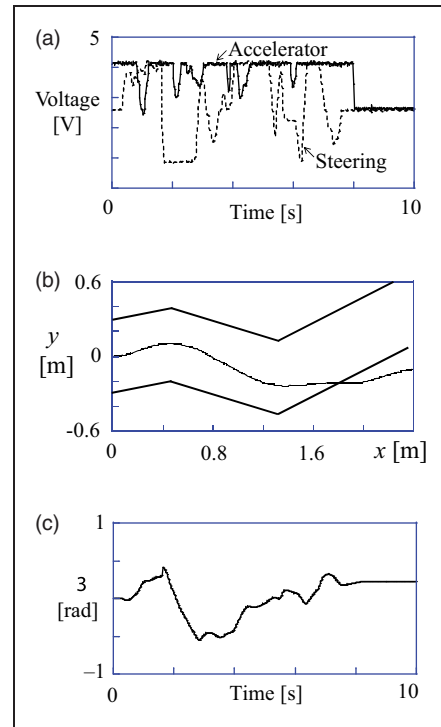 (a)
5
Accelerator
Voltage
[V]
Steering
0
10
Time [s]
(b)
0.6
y
[m]
0
-0.6
0
0.8
1.6
x [m]
(c)
1
3
[rad]
−1
0
10
Time [s]